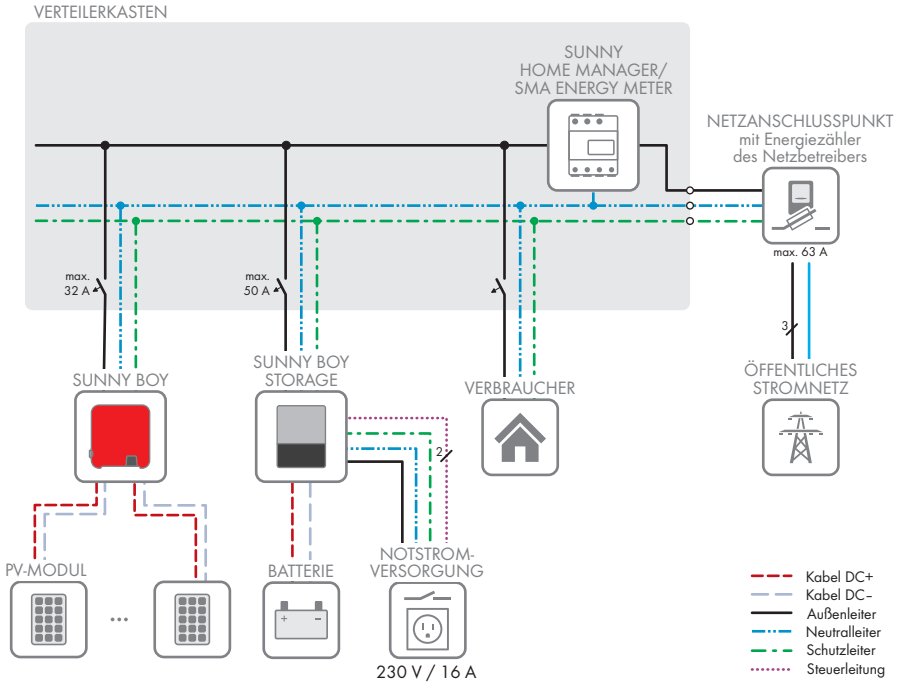 VERTEILERKASTEN
SUNNY
HOME MANAGER/
SMA ENERGY METER
NETZANSCHLUSSPUNKT
mit Energiezähler
des Netzbetreibers
max. 63 A
max.
32 A
max.
50 A
3
SUNNY BOY
SUNNY BOY
STORAGE
VERBRAUCHER
ÖFFENTLICHES
STROMNETZ
2
PV-MODUL
...
BATTERIE
+ −
NOTSTROM-
VERSORGUNG
230 V / 16 A
Kabel DC+
Kabel DC–
Außenleiter
Neutralleiter
Schutzleiter
Steuerleitung